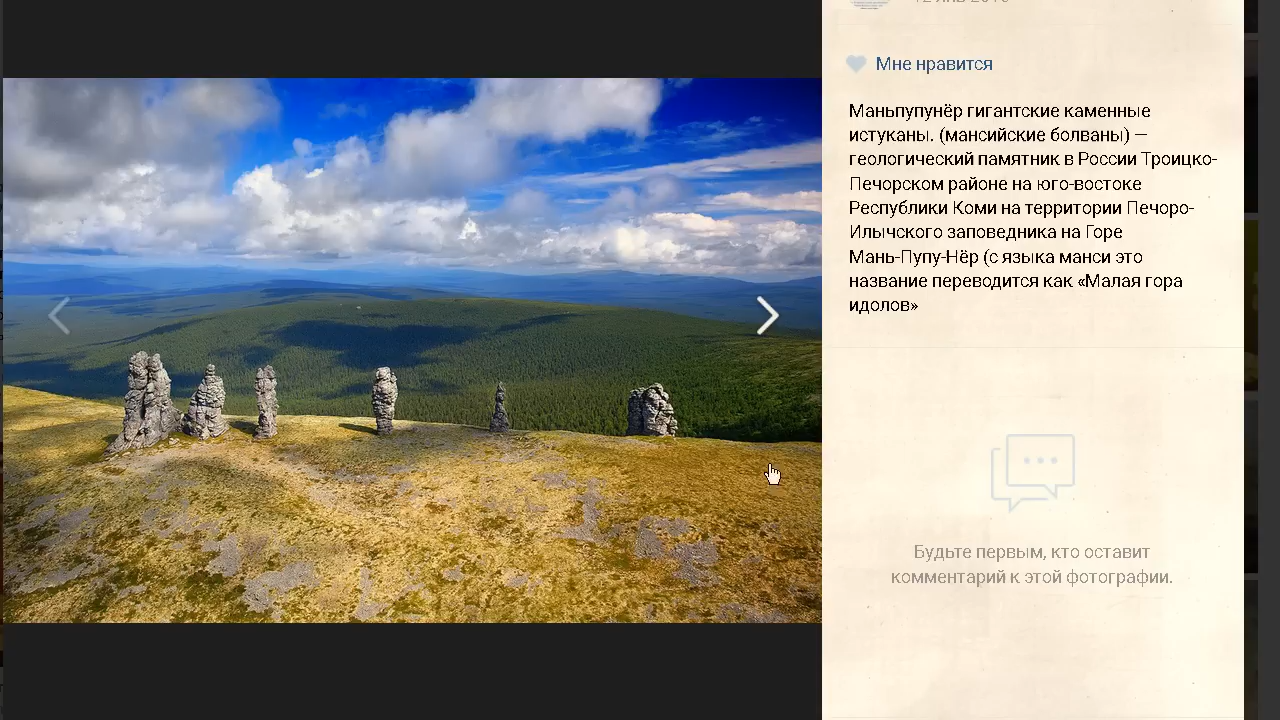 Мне нравится
Маньпупунёр гигантские каменные
истуканы. (мансийские болваны) —
геологический памятник в России Троицко-
Печорском районе на юго-востоке
Республики Коми на территории Печоро-
Илычского заповедника на Горе
Мань-Пупу-Нёр (с языка манси это
название переводится как «Малая гора
идолов»
Будьте первым, кто оставит
комментарий к этой фотографии.